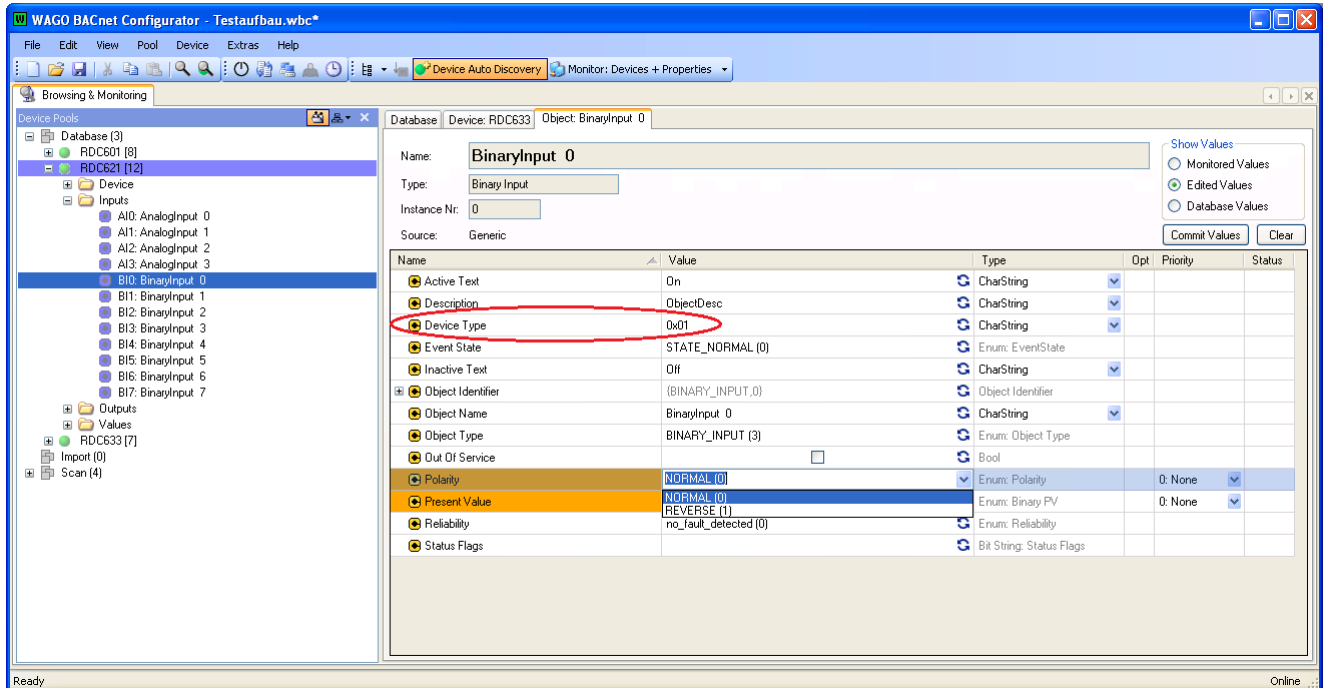 WAGO BACnet Configurator - Testaufbau.wbc*
File Edit View Pool Device Extras Help
Device Auto Discovery Monitor: Devices + Properties
Browsing & Monitoring
Device Pools
Database (3)
RDC601 [8]
RDC621 [12]
Device
Inputs
AI0: AnalogInput 0
AI1: AnalogInput 1
AI2: AnalogInput 2
AI3: AnalogInput 3
BI0: BinaryInput 0
BI1: BinaryInput 1
BI2: BinaryInput 2
BI3: BinaryInput 3
BI4: BinaryInput 4
BI5: BinaryInput 5
BI6: BinaryInput 6
BI7: BinaryInput 7
Outputs
Values
RDC633 [7]
Import (0)
Scan (4)
Database Device: RDC633 Object: BinaryInput 0
Name: BinaryInput 0
Type: Binary Input
Instance Nr: 0
Source: Generic
Show Values
Monitored Values
Edited Values
Database Values
Commit Values Clear
Name Value Type Opt Priority Status
Active Text On CharString
Description ObjectDesc CharString
Device Type 0x01 CharString
Event State STATE_NORMAL (0) Enum: EventState
Inactive Text Off CharString
Object Identifier {BINARY_INPUT,0} Object Identifier
Object Name BinaryInput 0 CharString
Object Type BINARY_INPUT (3) Enum: Object Type
Out Of Service Bool
Polarity NORMAL (0) Enum: Polarity 0: None
NORMAL (0)
Present Value Enum: Binary PV 0: None
REVERSE (1)
Reliability no_fault_detected (0) Enum: Reliability
Status Flags Bit String: Status Flags
Ready Online